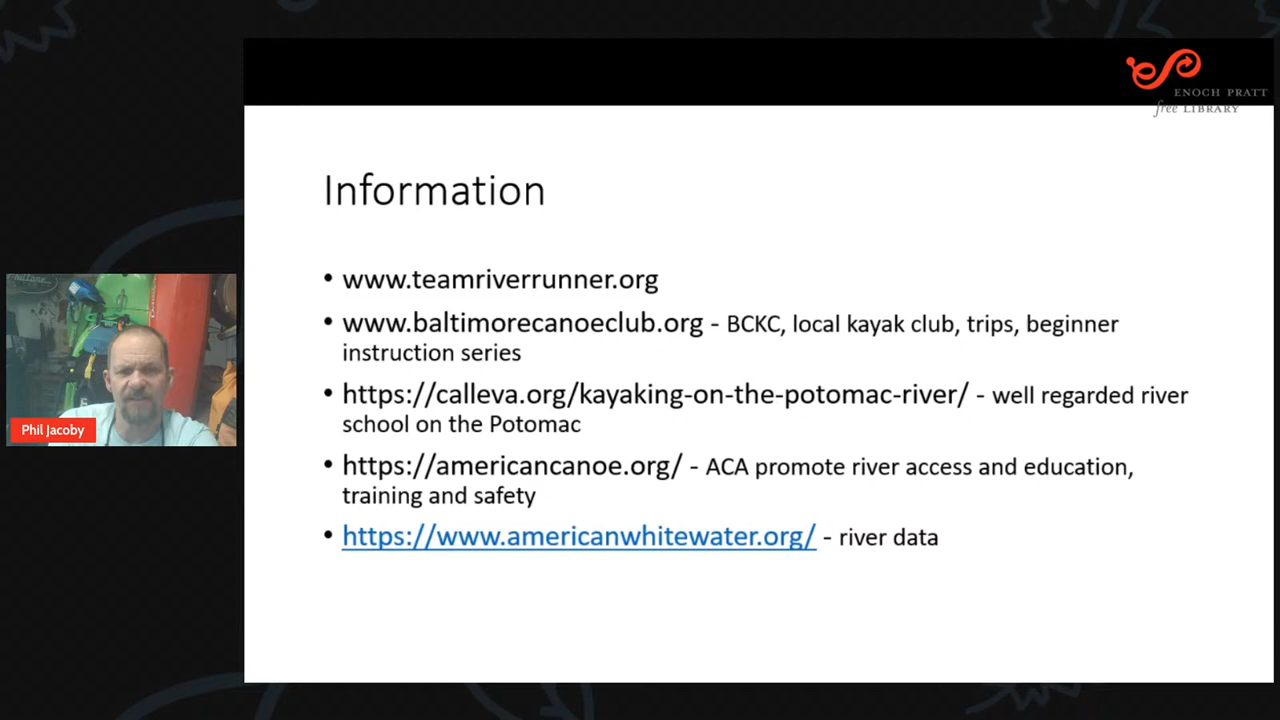 ENOCH PRATT
free LIBRARY
Information
• www.teamriverrunner.org
• www.baltimorecanoeclub.org - BCKC, local kayak club, trips, beginner
instruction series
• https://calleva.org/kayaking-on-the-potomac-river/ - well regarded river
school on the Potomac
• https://americancanoe.org/ - ACA promote river access and education,
training and safety
• https://www.americanwhitewater.org/ - river data
Phil Jacoby